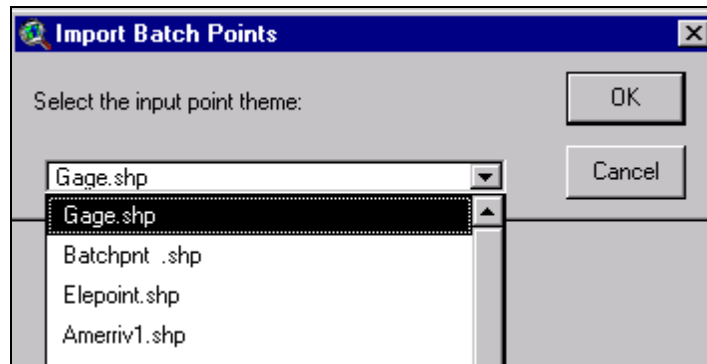 Import Batch Points
Select the input point theme:
OK
Gage.shp
Cancel
Gage.shp
Batchpnt .shp
Elepoint.shp
Amerriv1.shp